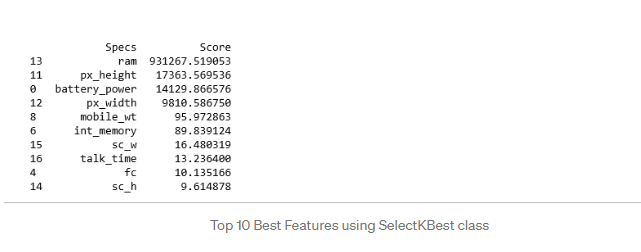 Specs Score
13 ram 931267.519053
11 px_height 17363.569536
0 battery_power 14129.866576
12 px_width 9810.586750
8 mobile_wt 95.972863
6 int_memory 89.839124
15 sc_w 16.480319
16 talk_time 13.236400
4 fc 10.135166
14 sc_h 9.614878
Top 10 Best Features using SelectKBest class